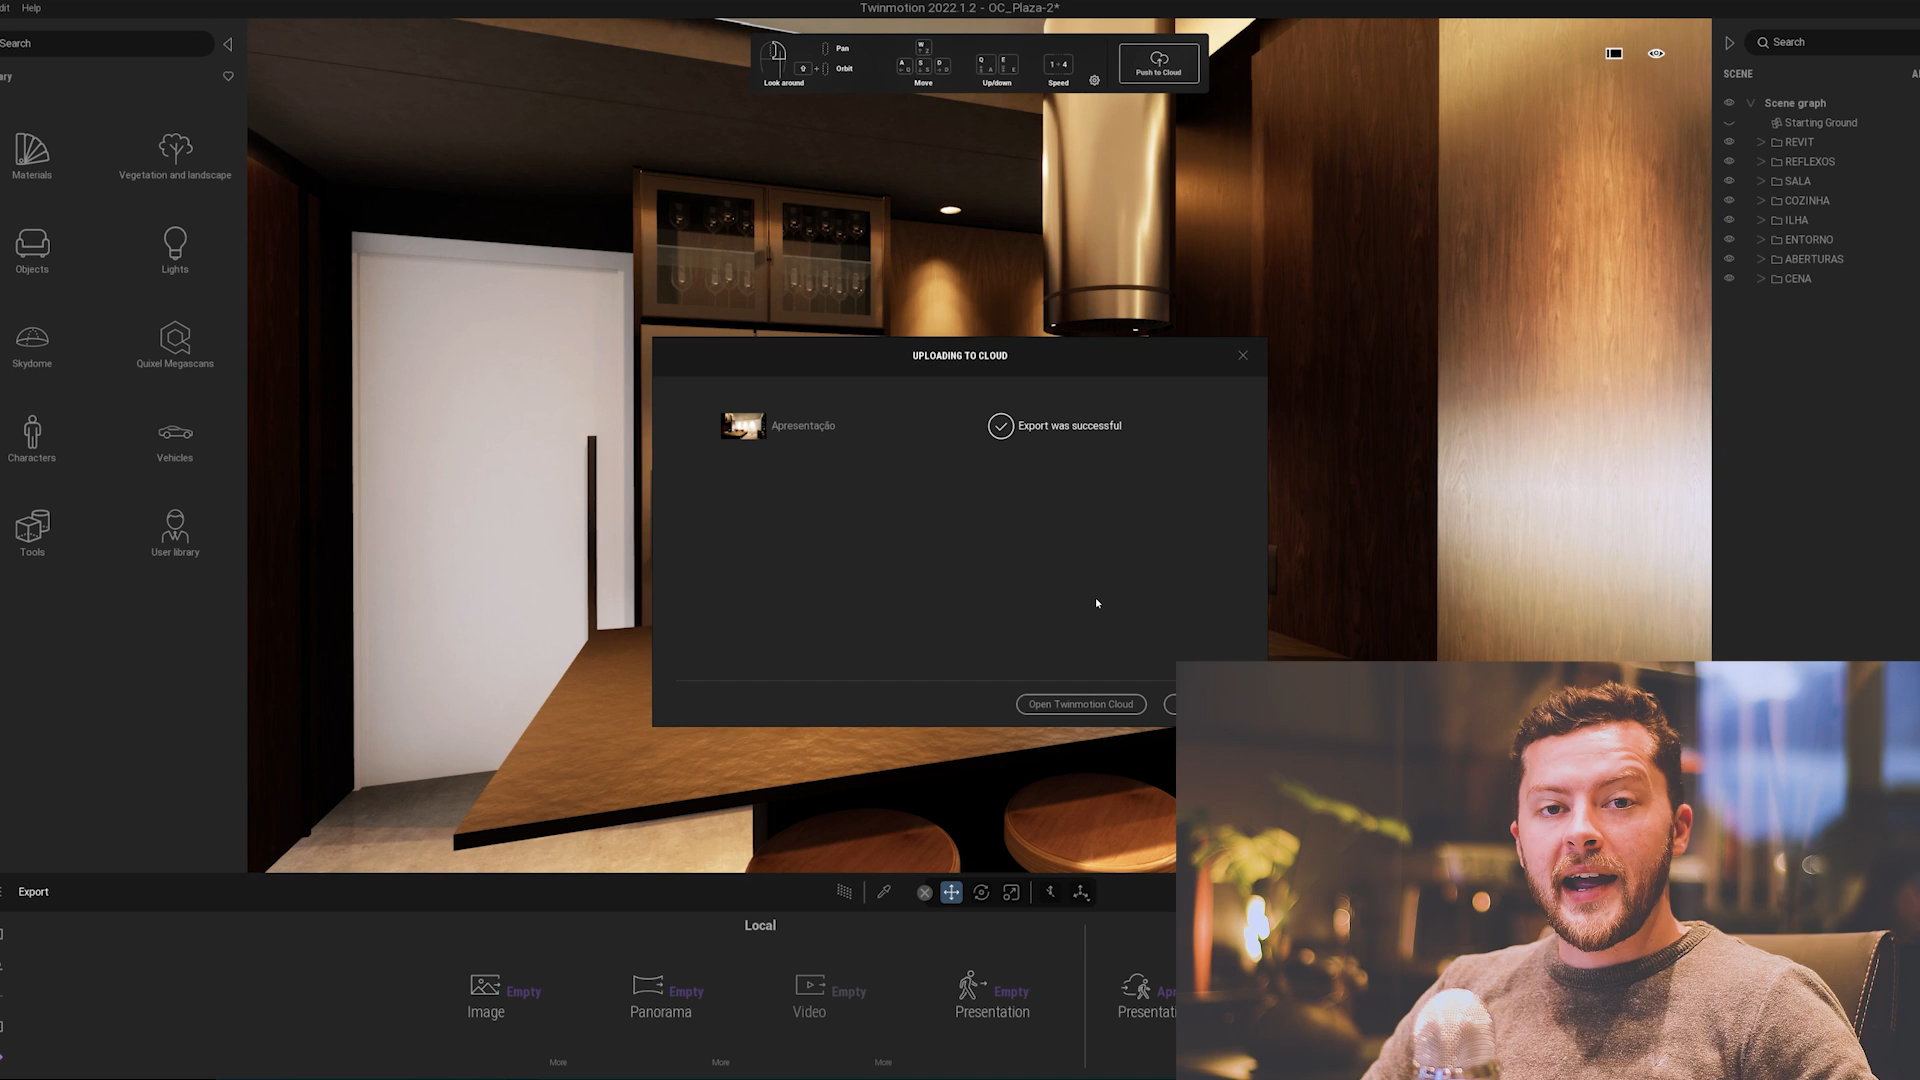 dit Help
Twinmotion 2022.1.2 - OC_Plaza-2*
Search
ary
Materials
Vegetation and landscape
Objects
Lights
Skydome
Quixel Megascans
Characters
Vehicles
Tools
User library
Pan
Orbit
Look around
W
A S D
Move
Q E
Up/down
1 - 4
Speed
Push to Cloud
Search
SCENE
Scene graph
Starting Ground
REVIT
REFLEXOS
SALA
COZINHA
ILHA
ENTORNO
ABERTURAS
CENA
UPLOADING TO CLOUD
Apresentação
Export was successful
Open Twinmotion Cloud
Export
Local
Empty
Image
Empty
Panorama
Empty
Video
Empty
Presentation
Apr
Presentati
More
More
More